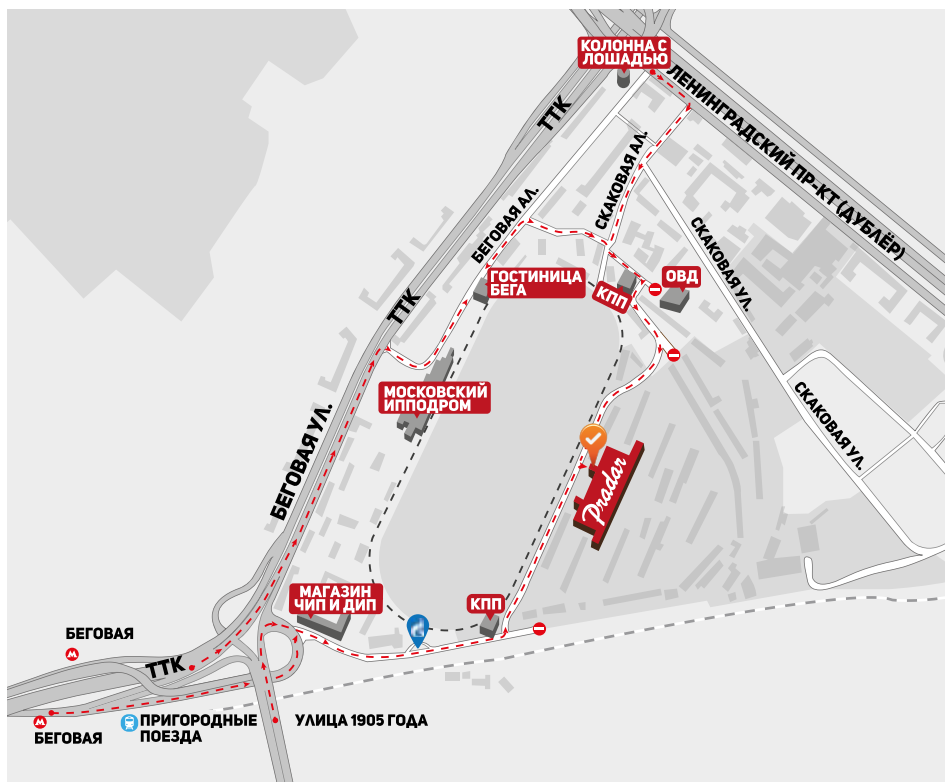 КОЛОННА С
ЛОШАДЬЮ
ЛЕНИНГРАДСКИЙ ПР-КТ (ДУБЛЁР)
ТТК
СКАКОВАЯ АЛ.
БЕГОВАЯ АЛ.
СКАКОВАЯ УЛ.
ГОСТИНИЦА
БЕГА
КПП
ОВД
ТТК
МОСКОВСКИЙ
ИППОДРОМ
СКАКОВАЯ УЛ.
БЕГОВАЯ УЛ.
Pradar
МАГАЗИН
ЧИП И ДИП
КПП
БЕГОВАЯ
М
ТТК
М
БЕГОВАЯ
ПРИГОРОДНЫЕ
ПОЕЗДА
УЛИЦА 1905 ГОДА